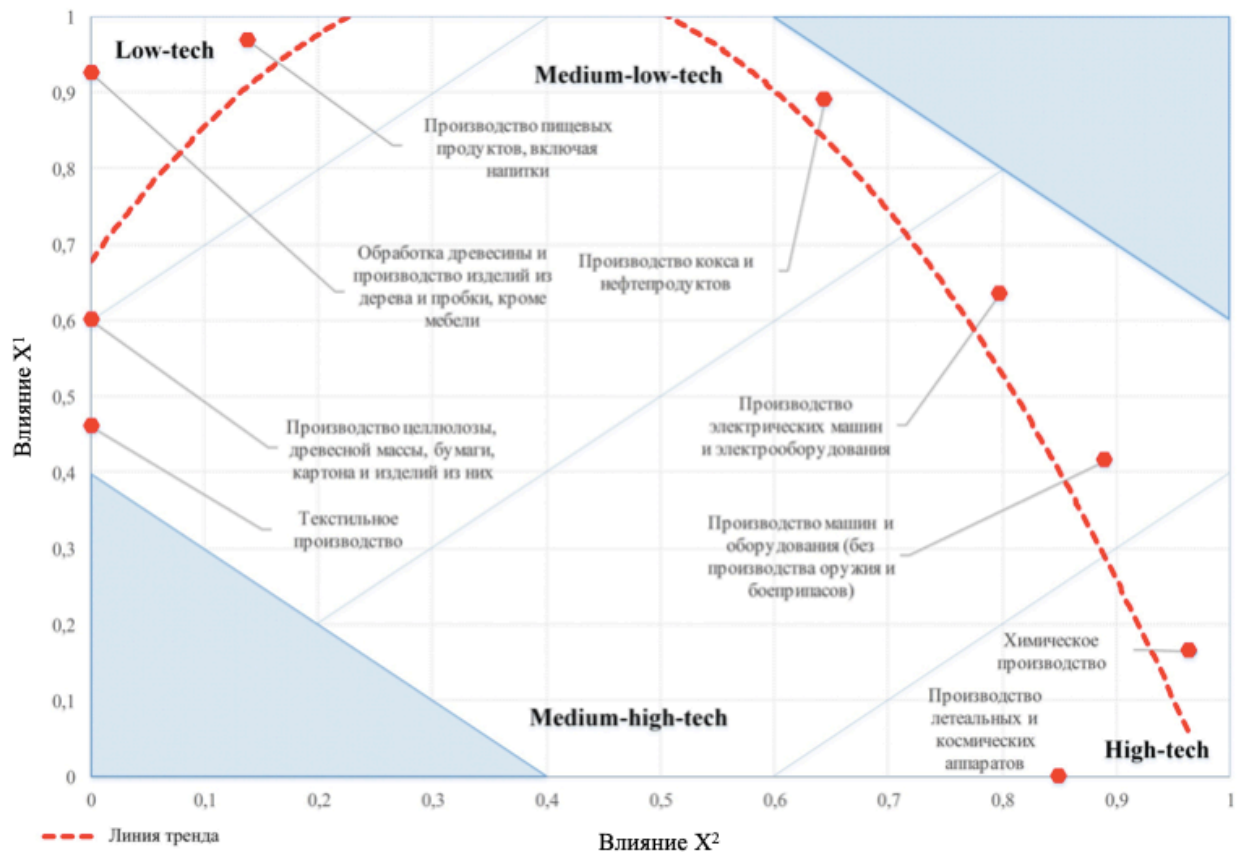 Low-tech
Medium-low-tech
Производство пищевых
продуктов, включая
напитки
Обработка древесины и
производство изделий из
дерева и пробки, кроме
мебели
Производство кокса и
нефтепродуктов
Производство целлюлозы,
древесной массы, бумаги,
картона и изделий из них
Производство
электрических машин
и электрооборудования
Текстильное
производство
Производство машин и
оборудования (без
производства оружия и
боеприпасов)
Химическое
производство
Производство
летеальных и
космических
аппаратов
Medium-high-tech
High-tech
Влияние X¹
1
0,9
0,8
0,7
0,6
0,5
0,4
0,3
0,2
0,1
0
0 0,1 0,2 0,3 0,4 0,5 0,6 0,7 0,8 0,9 1
Линия тренда
Влияние X²